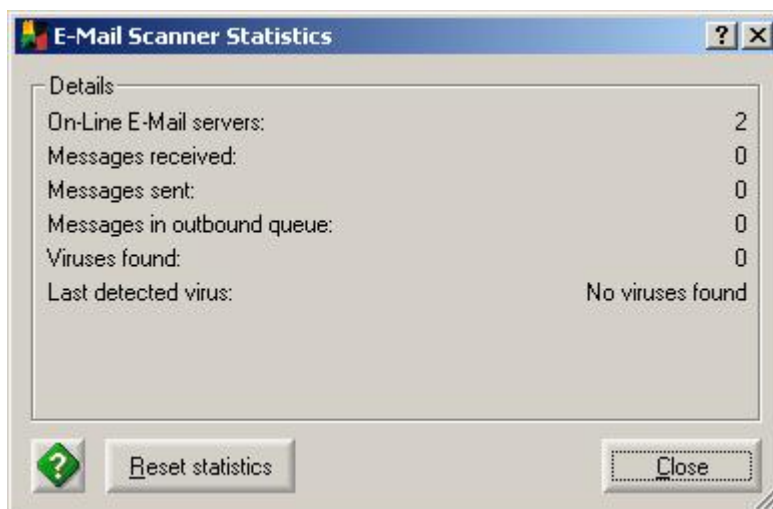 E-Mail Scanner Statistics
Details
On-Line E-Mail servers: 2
Messages received: 0
Messages sent: 0
Messages in outbound queue: 0
Viruses found: 0
Last detected virus: No viruses found
Reset statistics
Close